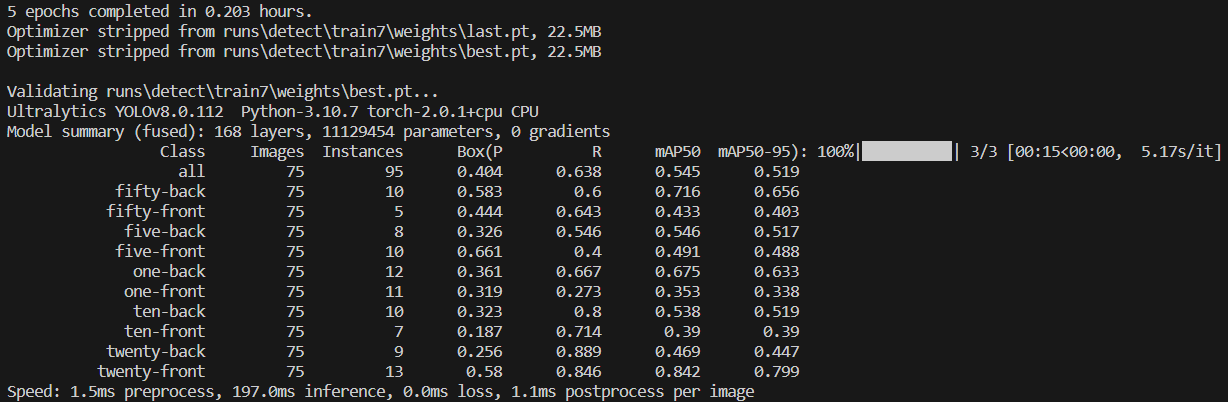 5 epochs completed in 0.203 hours.
Optimizer stripped from runs\detect\train7\weights\last.pt, 22.5MB
Optimizer stripped from runs\detect\train7\weights\best.pt, 22.5MB
Validating runs\detect\train7\weights\best.pt...
Ultralytics YOLOv8.0.112  Python-3.10.7 torch-2.0.1+cpu CPU
Model summary (fused): 168 layers, 11129454 parameters, 0 gradients
Class Images Instances Box(P R mAP50 mAP50-95): 100%|██████████| 3/3 [00:15<00:00, 5.17s/it]
all 75 95 0.404 0.638 0.545 0.519
fifty-back 75 10 0.583 0.6 0.716 0.656
fifty-front 75 5 0.444 0.643 0.433 0.403
five-back 75 8 0.326 0.546 0.546 0.517
five-front 75 10 0.661 0.4 0.491 0.488
one-back 75 12 0.361 0.667 0.675 0.633
one-front 75 11 0.319 0.273 0.353 0.338
ten-back 75 10 0.323 0.8 0.538 0.519
ten-front 75 7 0.187 0.714 0.39 0.39
twenty-back 75 9 0.256 0.889 0.469 0.447
twenty-front 75 13 0.58 0.846 0.842 0.799
Speed: 1.5ms preprocess, 197.0ms inference, 0.0ms loss, 1.1ms postprocess per image